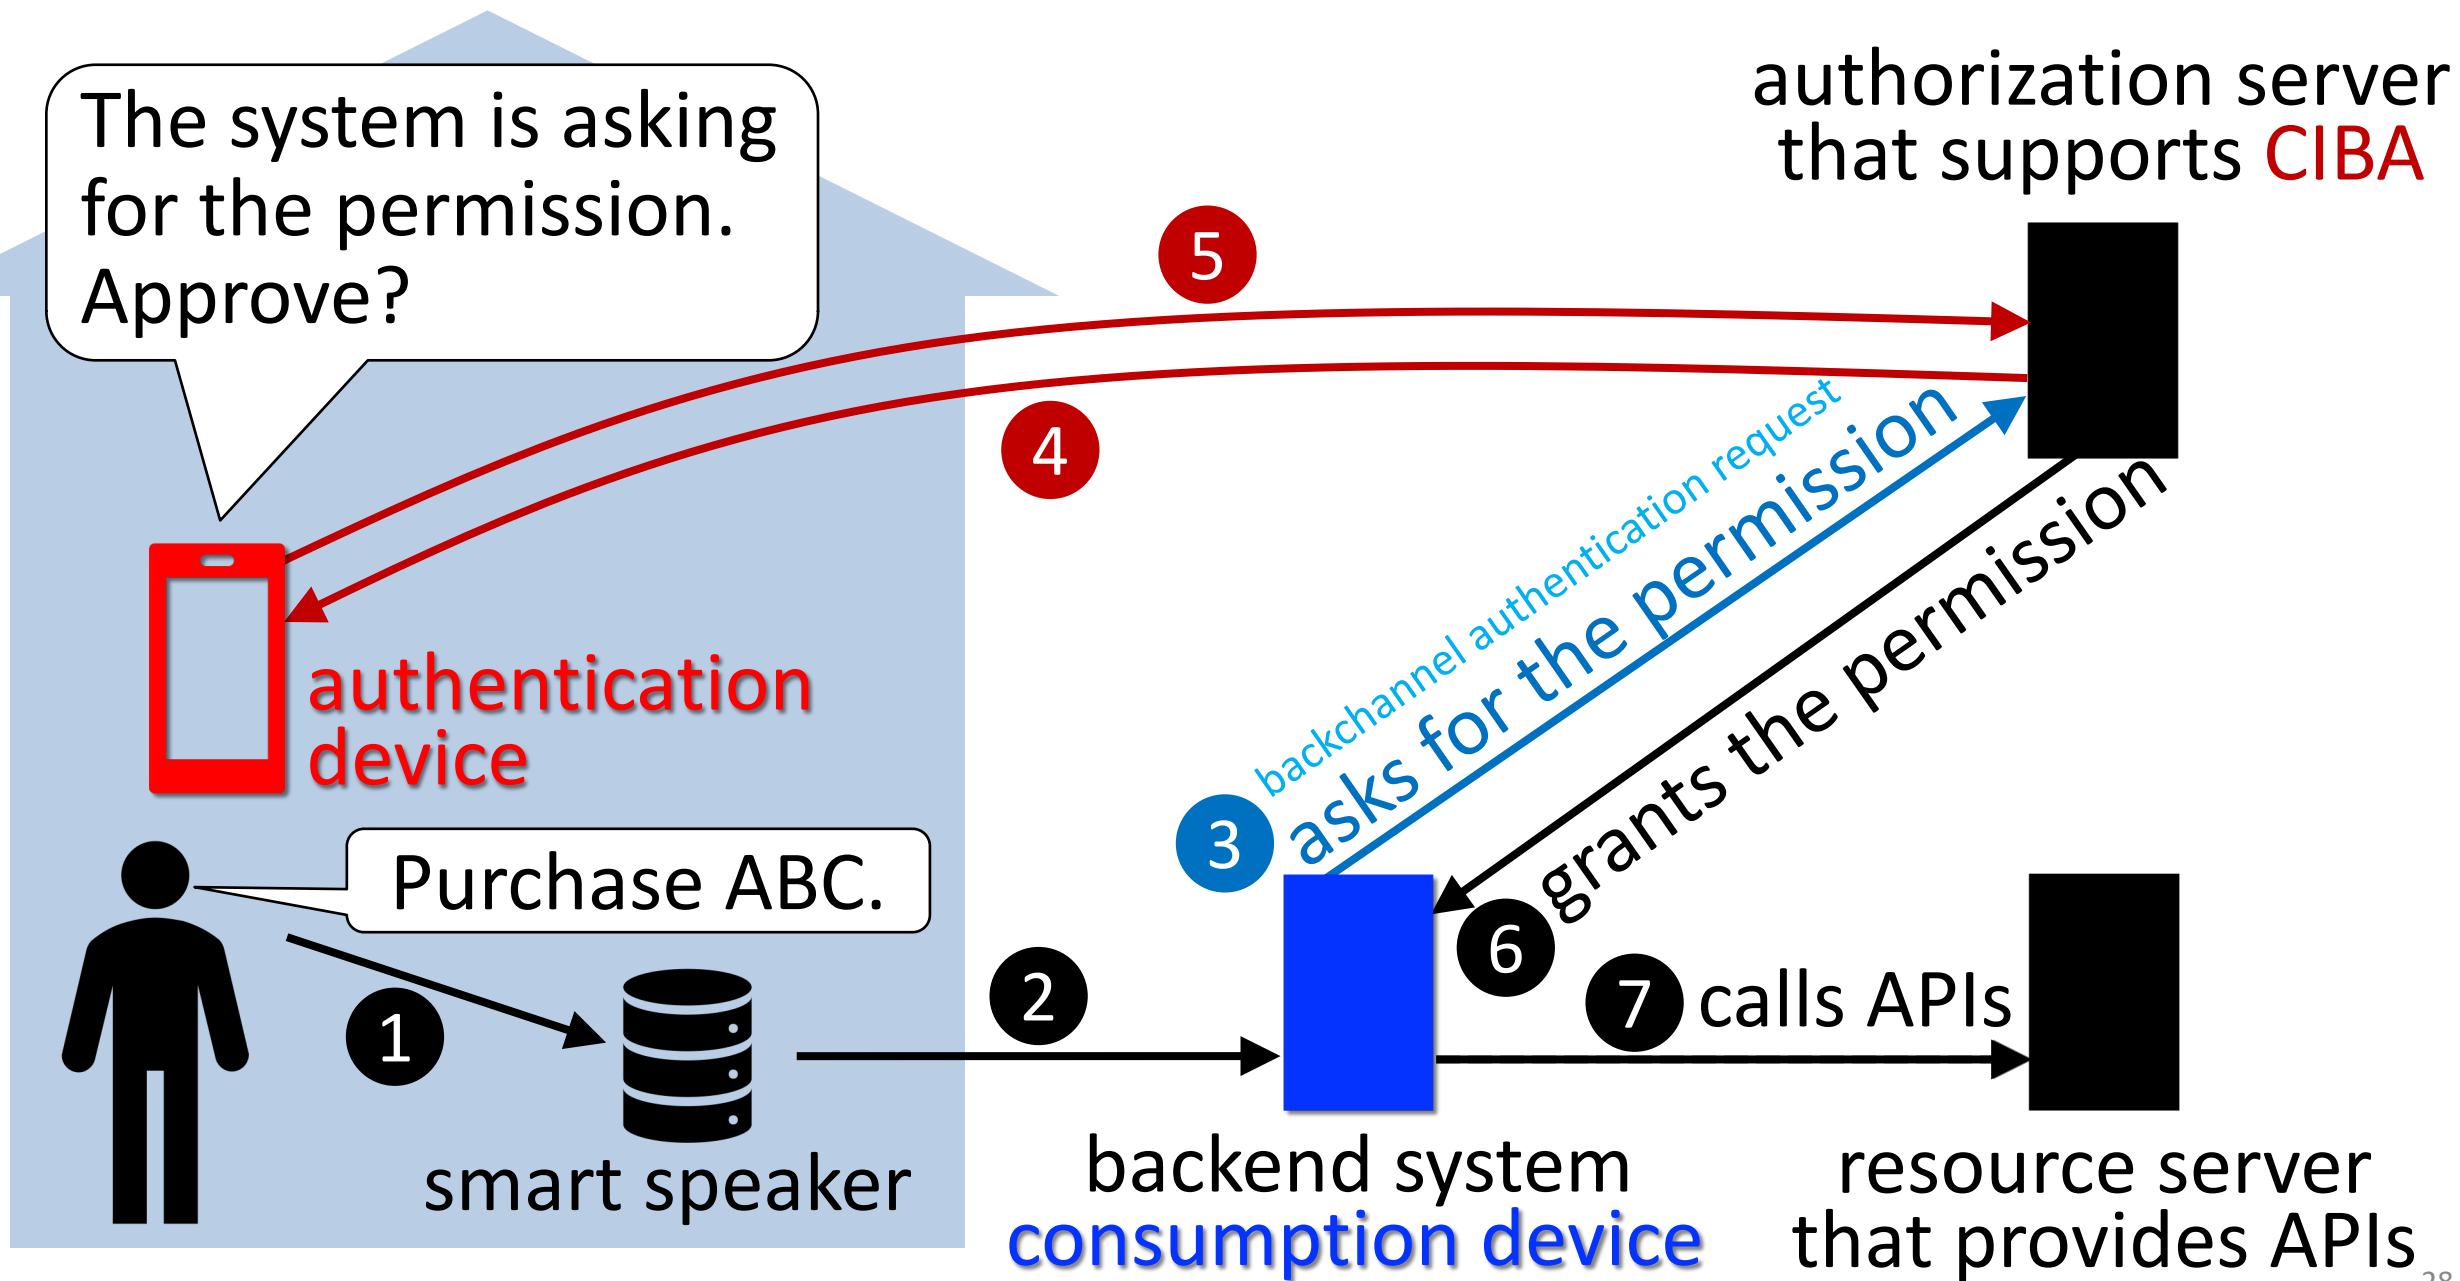 The system is asking
for the permission.
Approve?
authorization server
that supports CIBA
5
4
backchannel authentication request
asks for the permission
3
grants the permission
6
authentication
device
Purchase ABC.
1
2
7 calls APIs
smart speaker
backend system
consumption device
resource server
that provides APIs